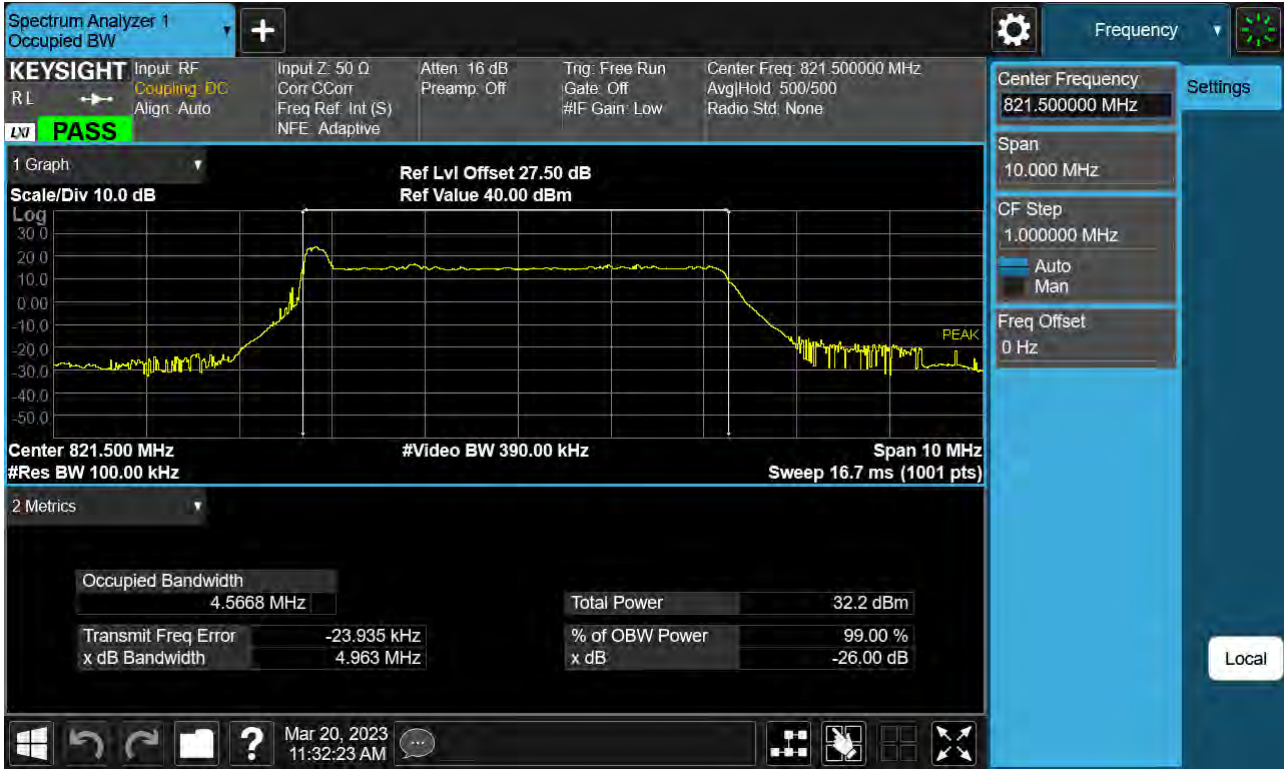 Spectrum Analyzer 1
Occupied BW
Frequency
KEYSIGHT
RL
LXI PASS
Input: RF
Coupling: DC
Align: Auto
Input Z: 50 Ω
Corr CCorr
Freq Ref: Int (S)
NFE: Adaptive
Atten: 16 dB
Preamp: Off
Trig: Free Run
Gate: Off
#IF Gain: Low
Center Freq: 821.500000 MHz
Avg|Hold: 500/500
Radio Std: None
Center Frequency
821.500000 MHz
Settings
Span
10.000 MHz
CF Step
1.000000 MHz
Auto
Man
Freq Offset
0 Hz
Local
1 Graph
Scale/Div 10.0 dB
Ref Lvl Offset 27.50 dB
Ref Value 40.00 dBm
Log
30.0
20.0
10.0
0.00
-10.0
-20.0
-30.0
-40.0
-50.0
PEAK
Center 821.500 MHz
#Video BW 390.00 kHz
Span 10 MHz
#Res BW 100.00 kHz
Sweep 16.7 ms (1001 pts)
2 Metrics
Occupied Bandwidth
4.5668 MHz
Total Power 32.2 dBm
Transmit Freq Error -23.935 kHz
% of OBW Power 99.00 %
x dB Bandwidth 4.963 MHz
x dB -26.00 dB
?
Mar 20, 2023
11:32:23 AM